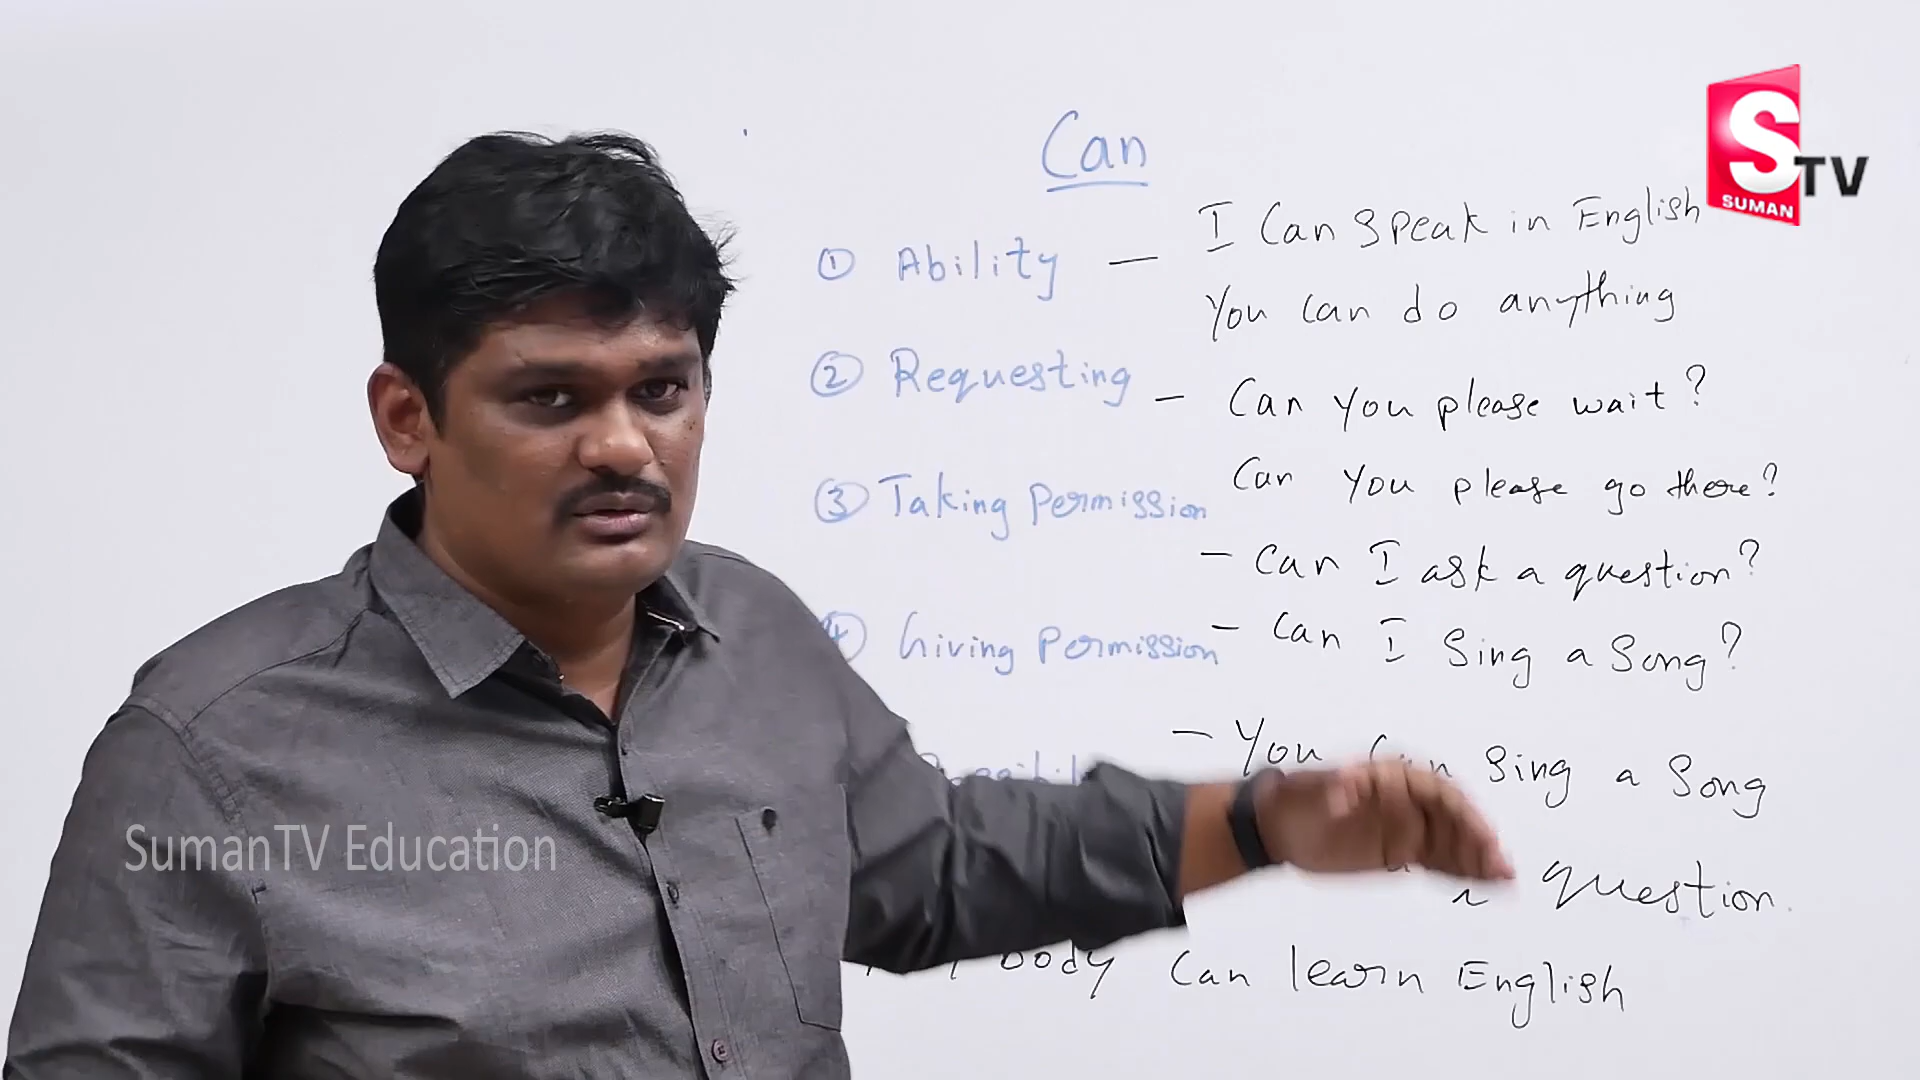 Can
S TV
SUMAN
① Ability — I can speak in English
You can do anything
② Requesting — Can you please wait?
Can you please go there?
③ Taking permission
— Can I ask a question?
④ Giving permission — Can I sing a song?
— You can sing a song
SumanTV Education
question.
body can learn English